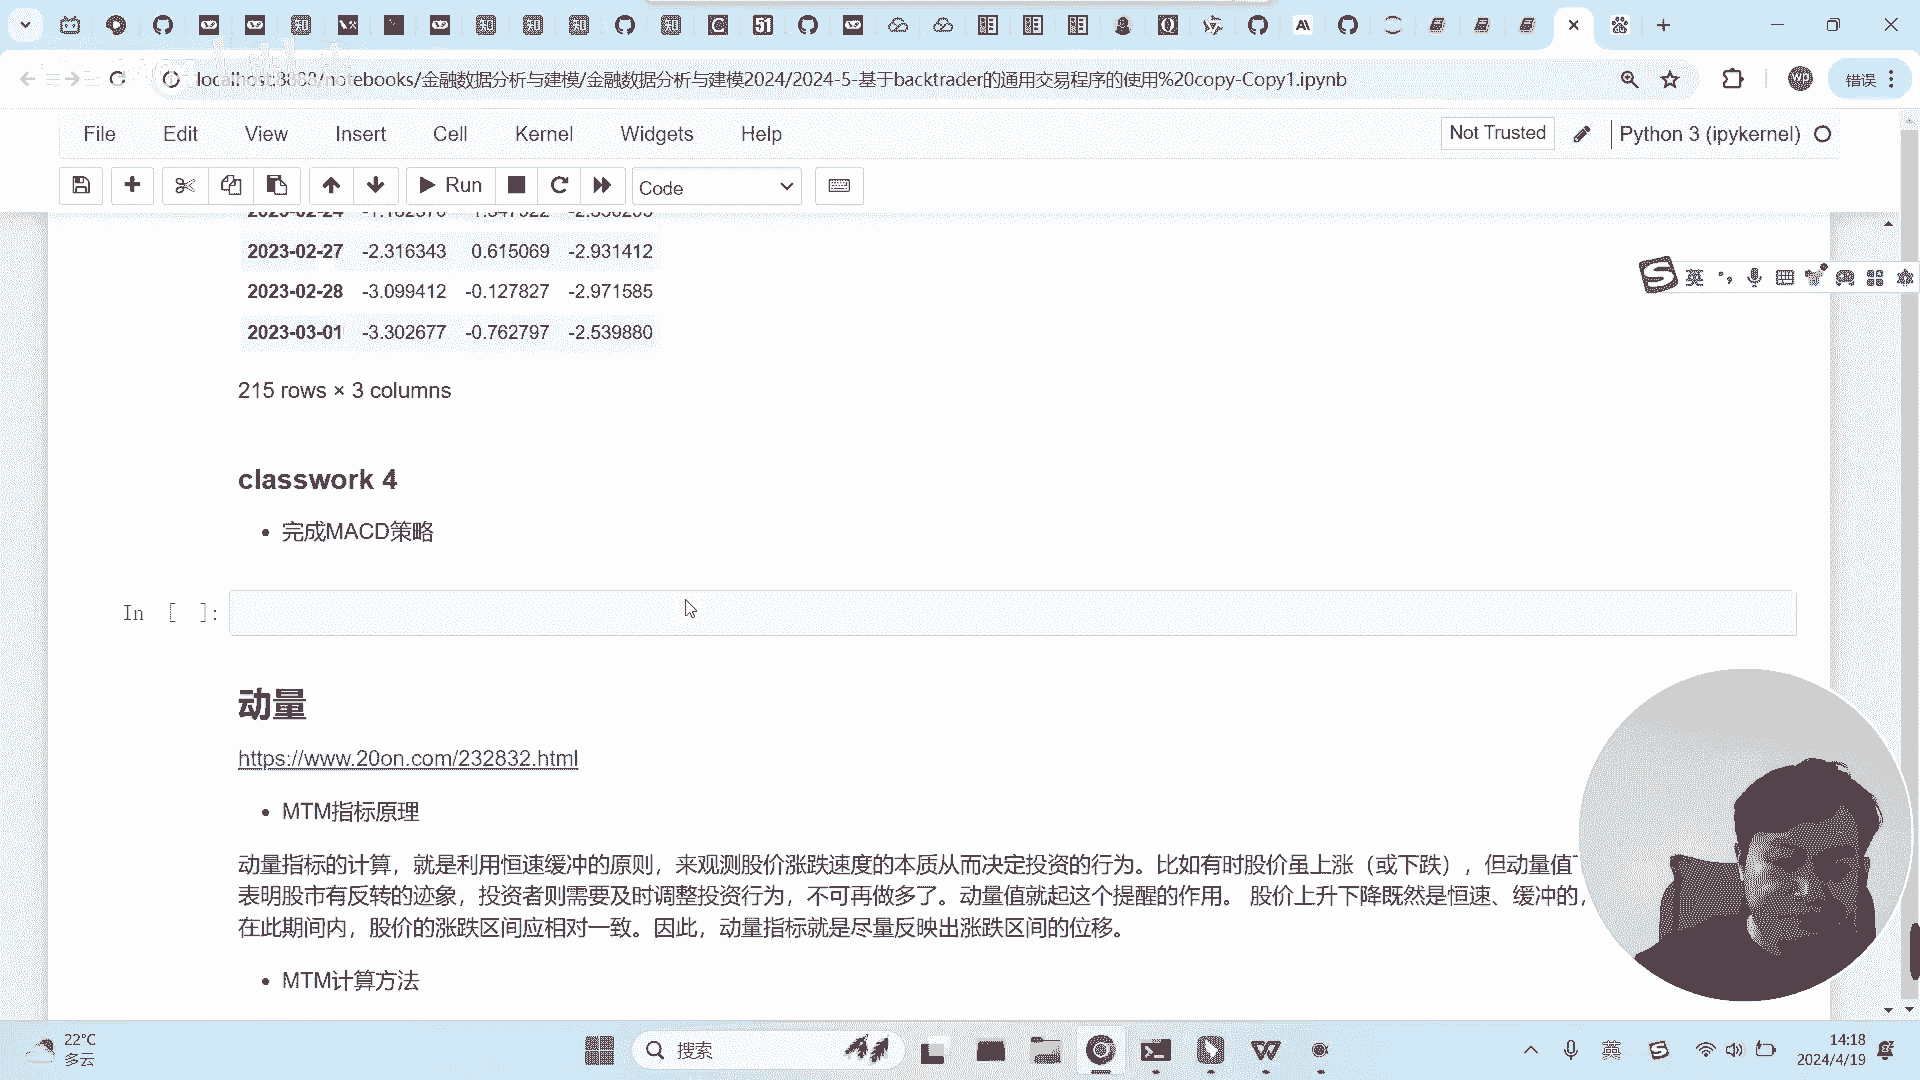 localhost:8888/notebooks/金融数据分析与建模/金融数据分析与建模2024/2024-5-基于backtrader的通用交易程序的使用%20copy-Copy1.ipynb
错误
File Edit View Insert Cell Kernel Widgets Help
Not Trusted
Python 3 (ipykernel)
Run
Code
2023-02-27 -2.316343 0.615069 -2.931412
英
2023-02-28 -3.099412 -0.127827 -2.971585
2023-03-01 -3.302677 -0.762797 -2.539880
215 rows × 3 columns
classwork 4
完成MACD策略
In [ ]:
动量
https://www.20on.com/232832.html
MTM指标原理
动量指标的计算，就是利用恒速缓冲的原则，来观测股价涨跌速度的本质从而决定投资的行为。比如有时股价虽上涨（或下跌），但动量值
表明股市有反转的迹象，投资者则需要及时调整投资行为，不可再做多了。动量值就起这个提醒的作用。 股价上升下降既然是恒速、缓冲的，
在此期间内，股价的涨跌区间应相对一致。因此，动量指标就是尽量反映出涨跌区间的位移。
MTM计算方法
22°C
多云
搜索
英
14:18
2024/4/19